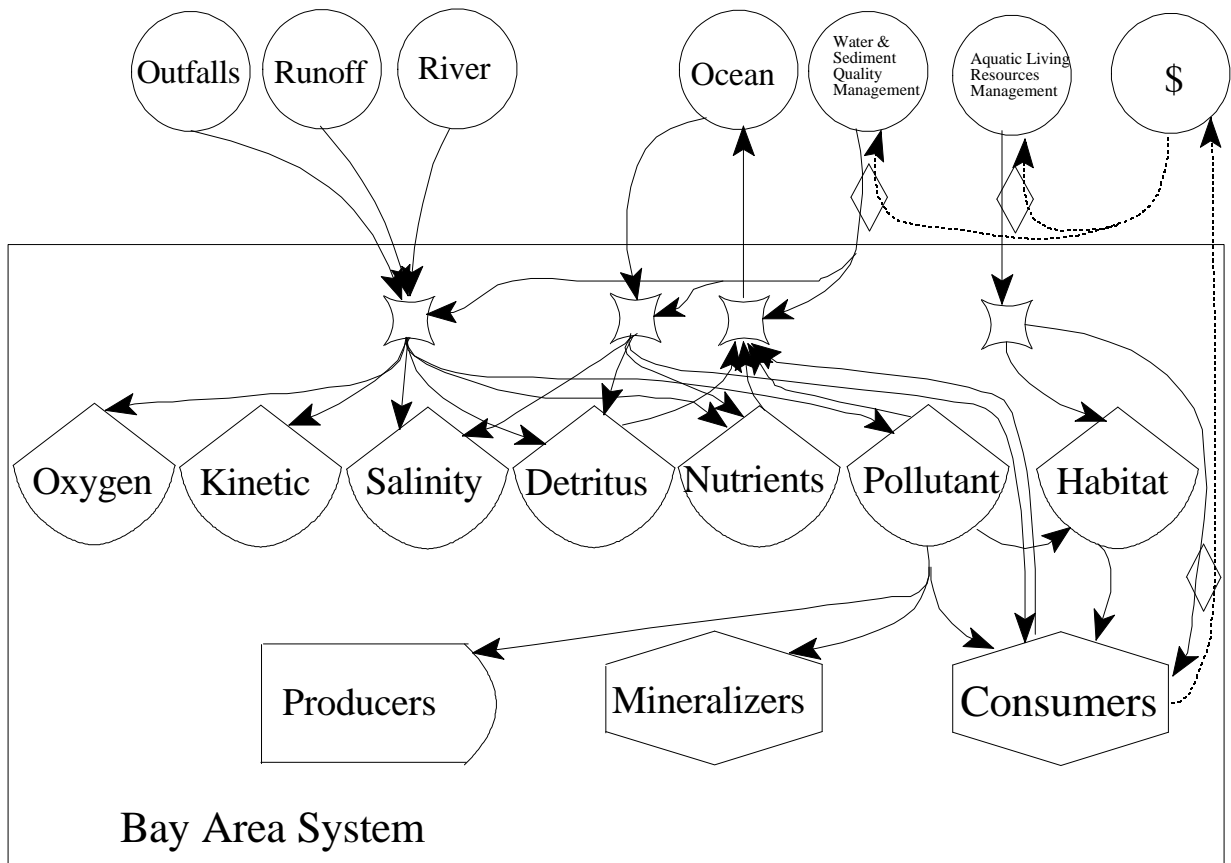 Outfalls
Runoff
River
Ocean
Water &
Sediment
Quality
Management
Aquatic Living
Resources
Management
$
Oxygen
Kinetic
Salinity
Detritus
Nutrients
Pollutant
Habitat
Producers
Mineralizers
Consumers
Bay Area System